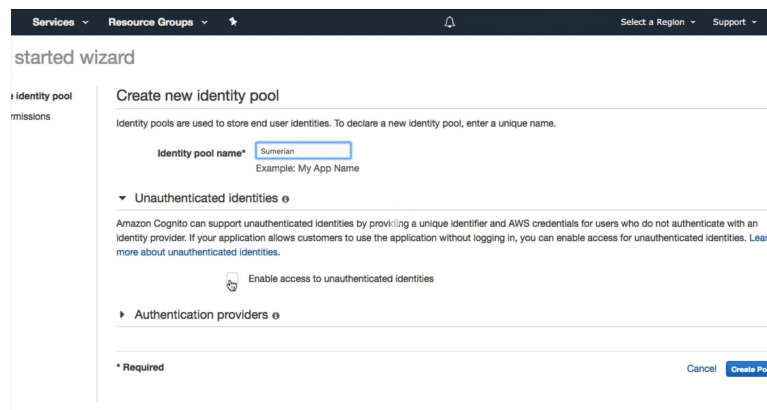 Services Resource Groups Select a Region Support
started wizard
identity pool
Create new identity pool
rmissions
Identity pools are used to store end user identities. To declare a new identity pool, enter a unique name.
Identity pool name* Sumerian
Example: My App Name
Unauthenticated identities
Amazon Cognito can support unauthenticated identities by providing a unique identifier and AWS credentials for users who do not authenticate with an
identity provider. If your application allows customers to use the application without logging in, you can enable access for unauthenticated identities. Lear
more about unauthenticated identities.
Enable access to unauthenticated identities
Authentication providers
* Required Cancel Create Po